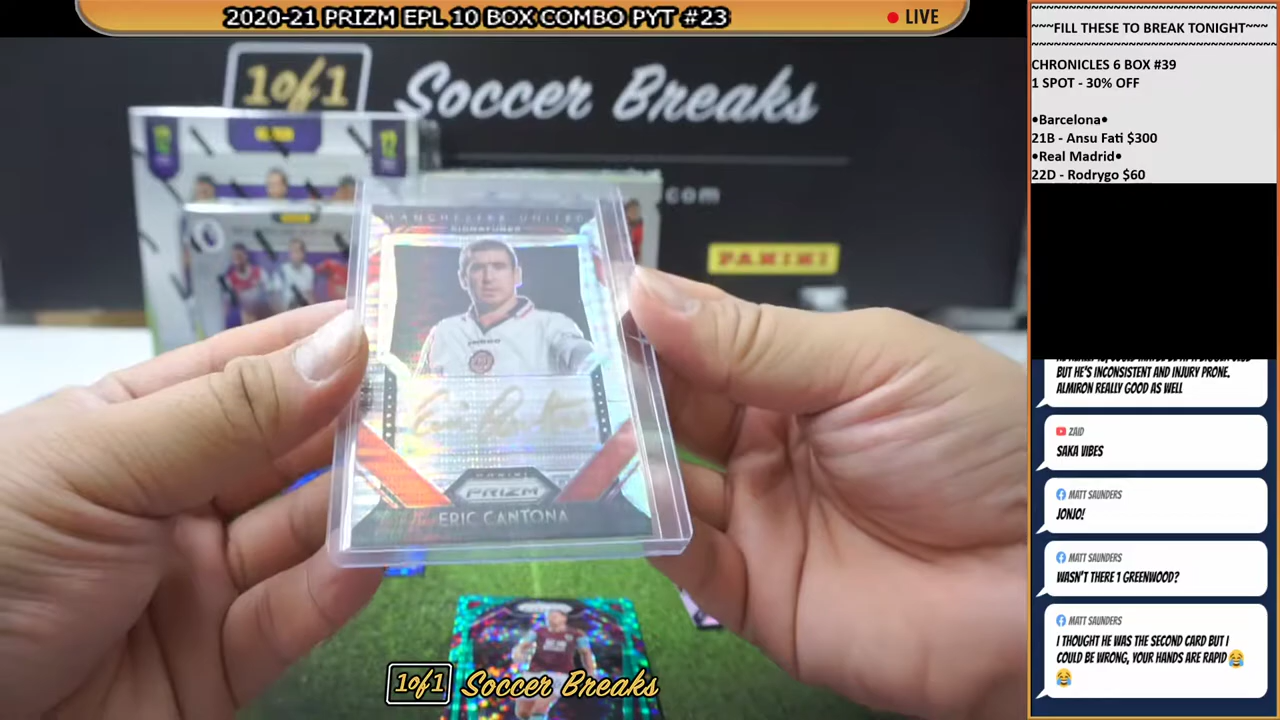 2020-21 PRIZM EPL 10 BOX COMBO PYT #23
LIVE
~~~FILL THESE TO BREAK TONIGHT~~~
CHRONICLES 6 BOX #39
1 SPOT - 30% OFF
•Barcelona•
21B - Ansu Fati $300
•Real Madrid•
22D - Rodrygo $60
1of1 Soccer Breaks
com
PANINI
MANCHESTER UNITED
SIGNATURES
Eric Cantona
PANINI
PRIZM
ERIC CANTONA
1of1 Soccer Breaks
BUT HE'S INCONSISTENT AND INJURY PRONE.
ALMIRON REALLY GOOD AS WELL
ZAID
SAKA VIBES
MATT SAUNDERS
JONJO!
MATT SAUNDERS
WASN'T THERE 1 GREENWOOD?
MATT SAUNDERS
I THOUGHT HE WAS THE SECOND CARD BUT I
COULD BE WRONG, YOUR HANDS ARE RAPID 😂
😂